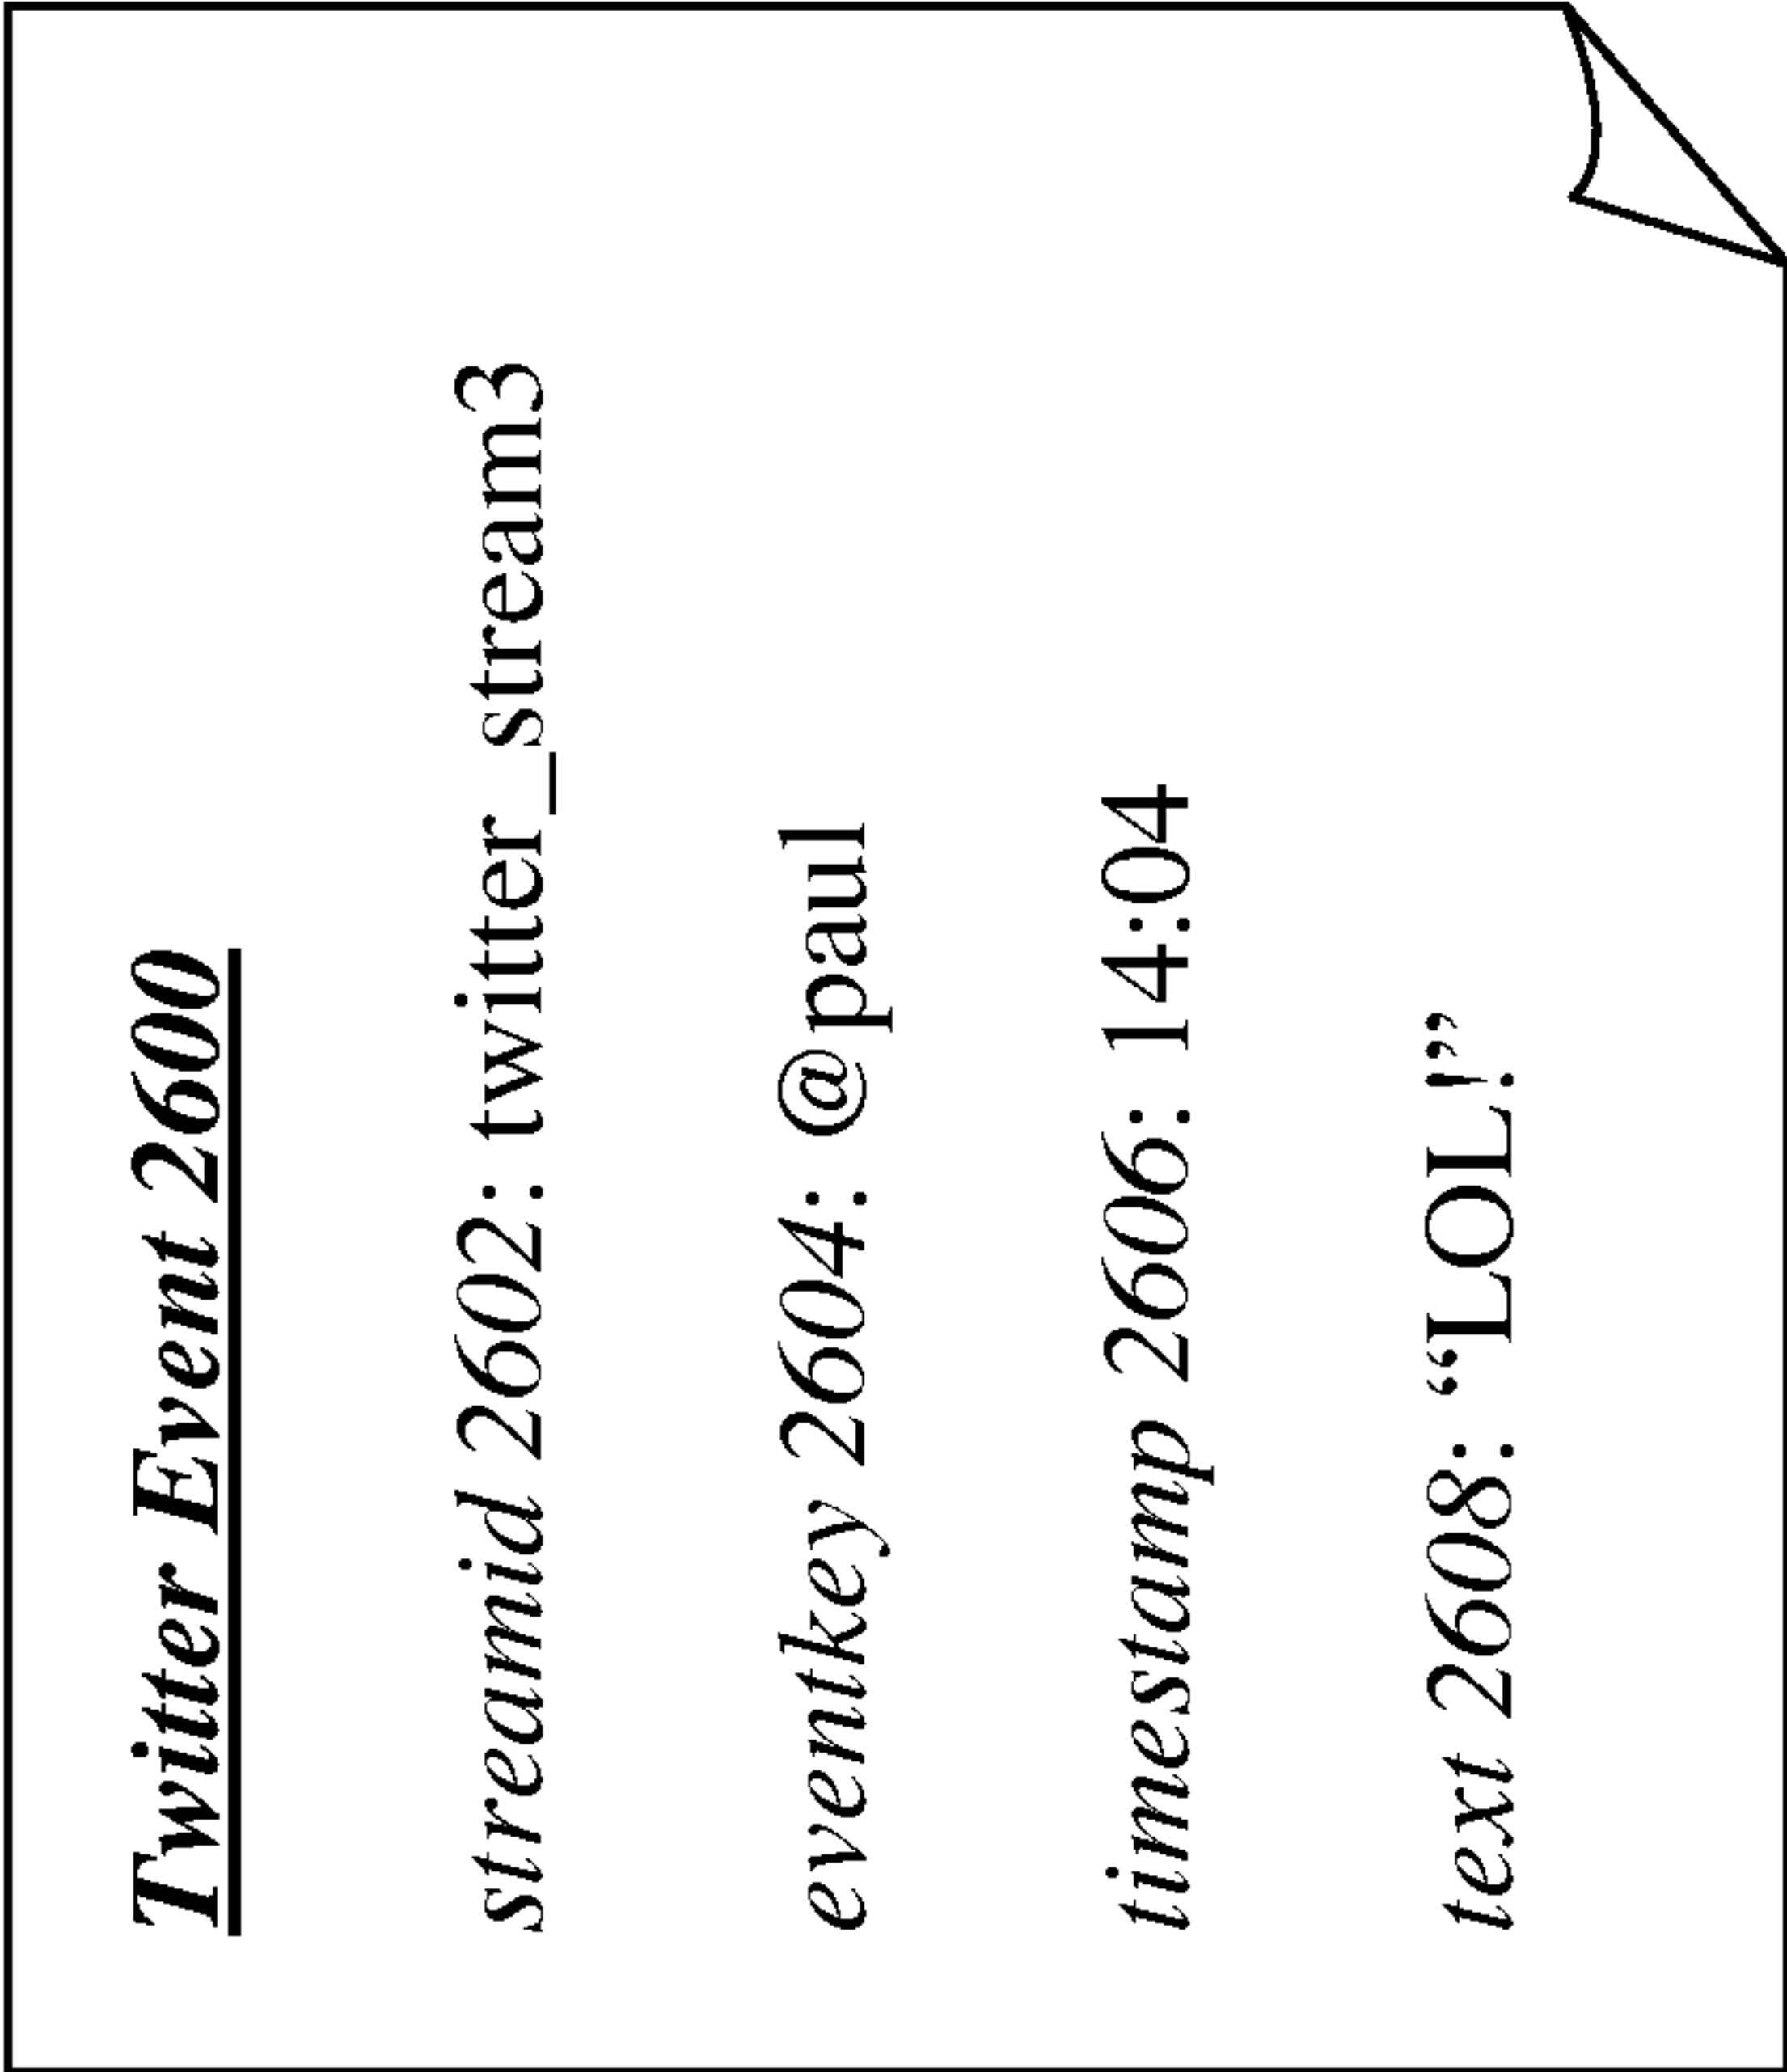 Twitter Event 2600
streamid 2602: twitter_stream3
eventkey 2604: @paul
timestamp 2606: 14:04
text 2608: “LOL!”